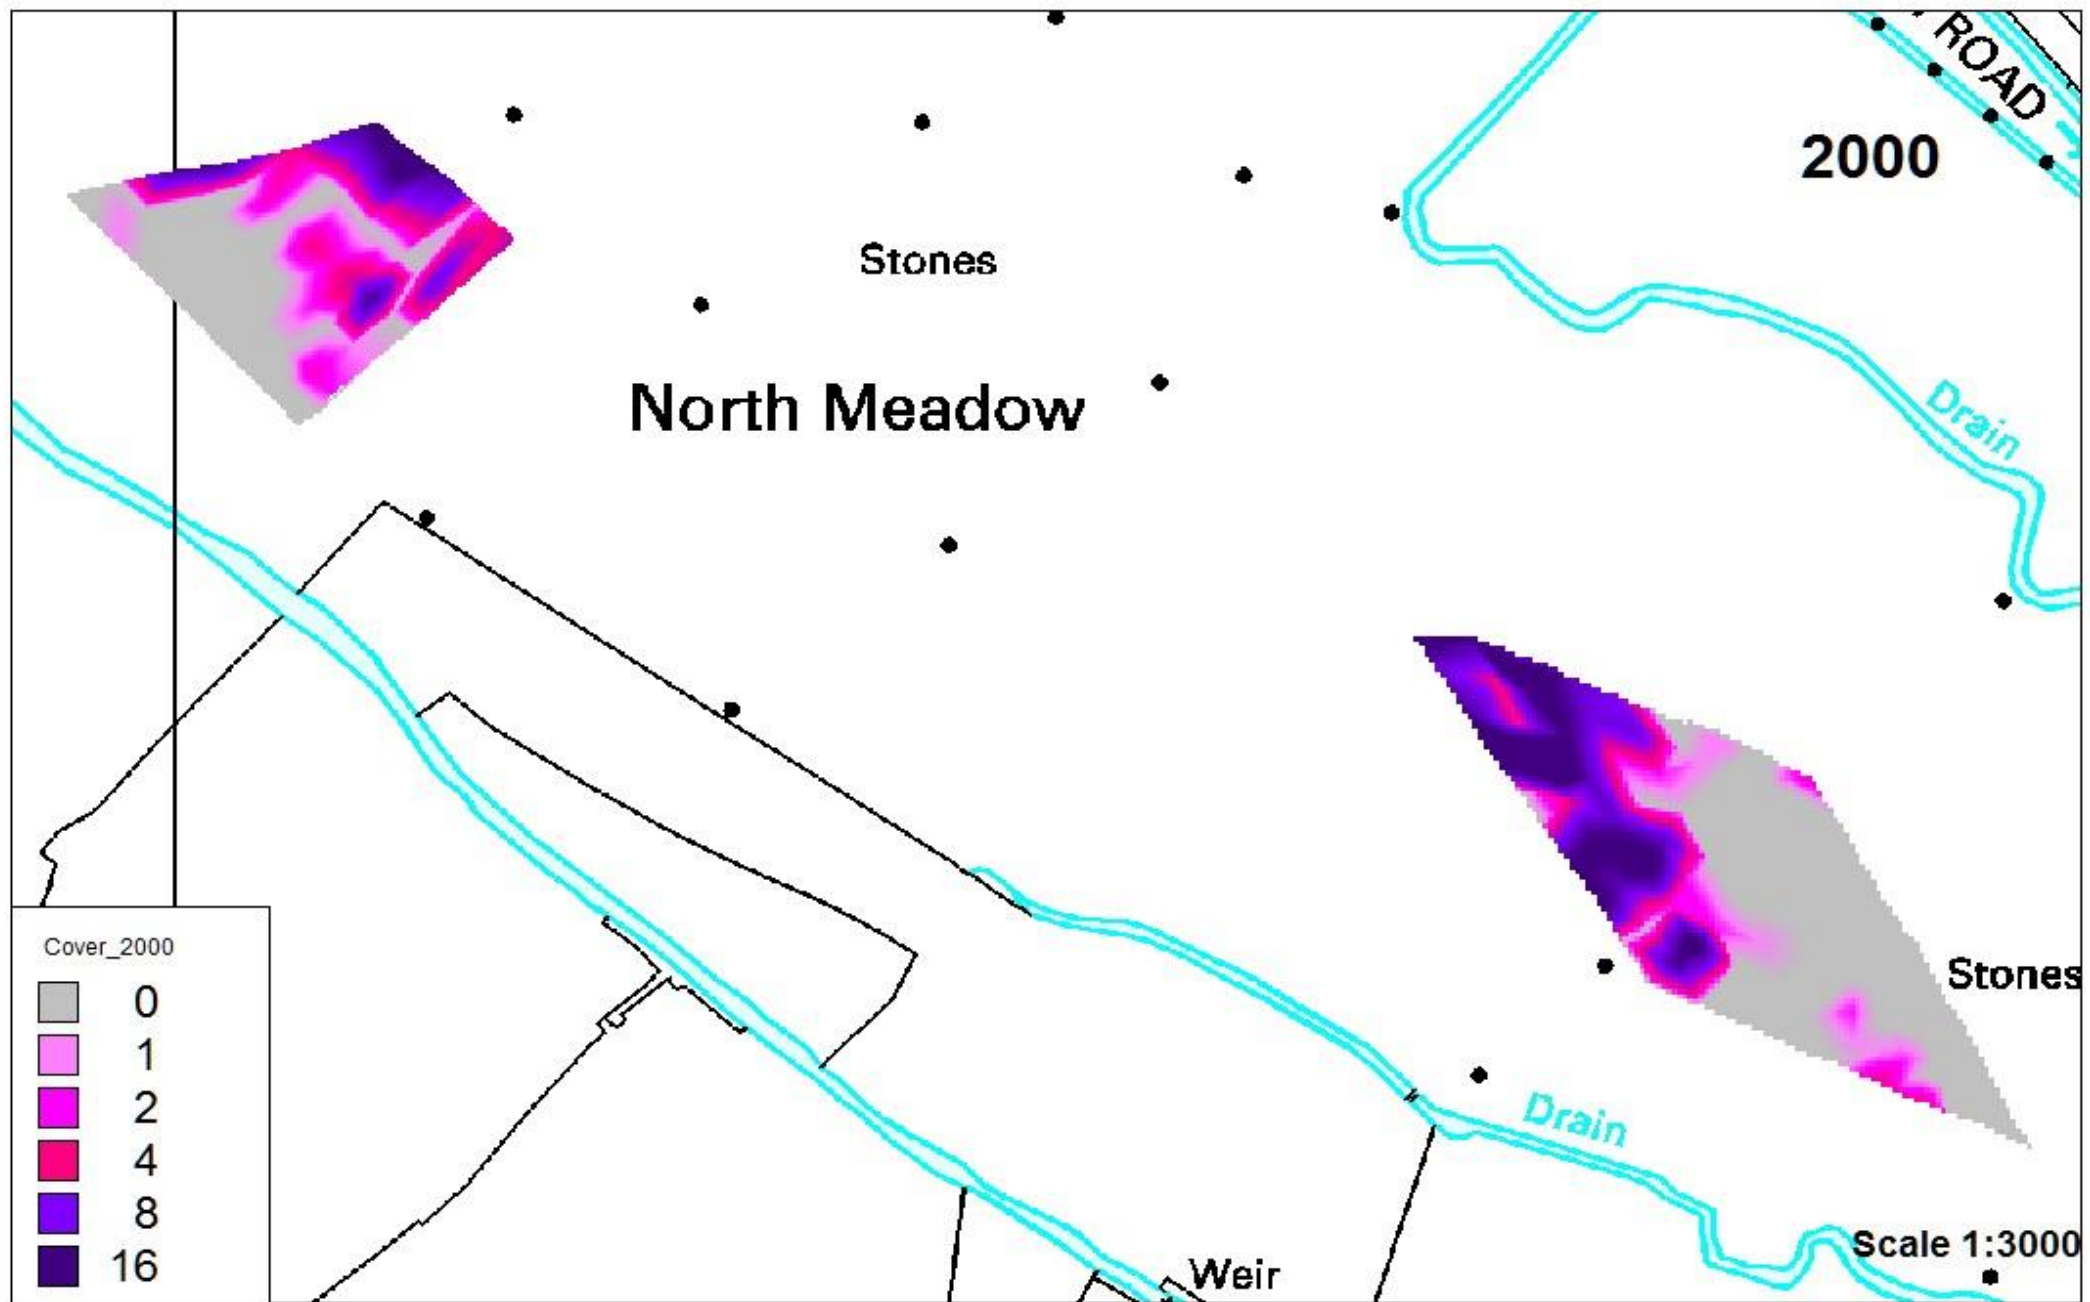 ROAD
2000
Stones
North Meadow
Drain
Cover_2000
0
1
2
4
8
16
Stones
Drain
Scale 1:3000
Weir